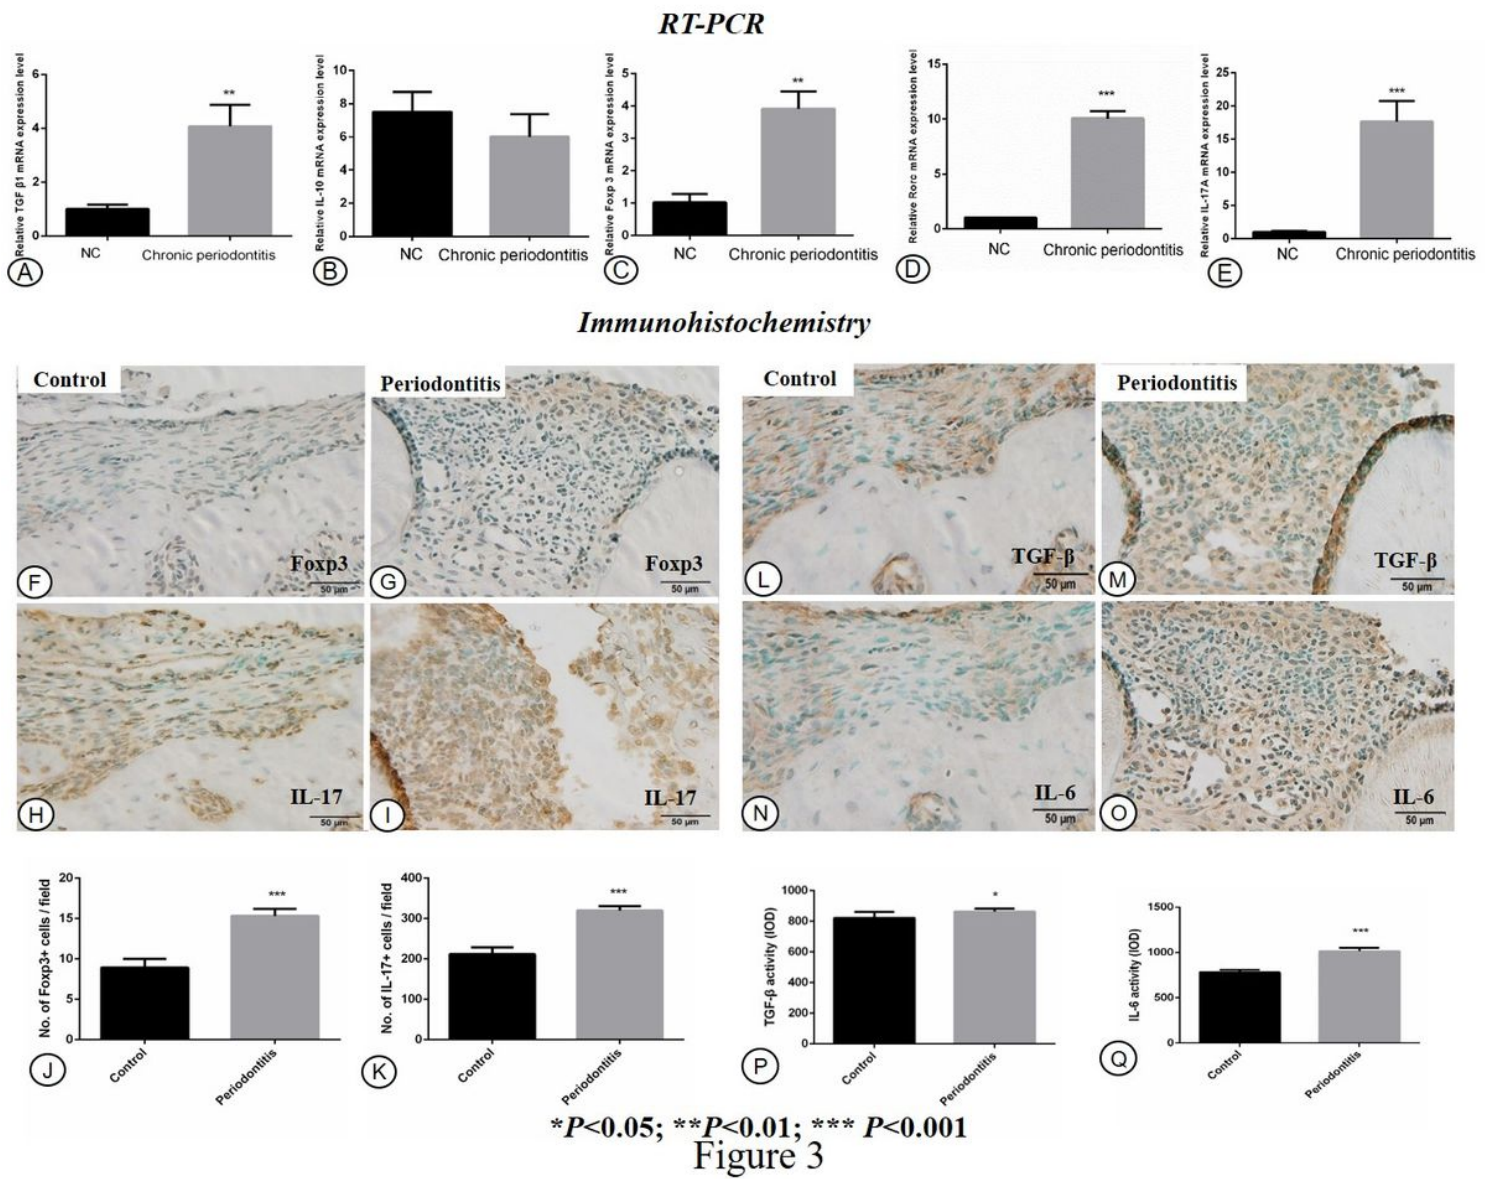 RT-PCR
Relative TGF β1 mRNA expression level
6
4
2
0
**
NC
Chronic periodontitis
A
Relative IL-10 mRNA expression level
10
8
6
4
2
0
NC
Chronic periodontitis
B
Relative Foxp 3 mRNA expression level
5
4
3
2
1
0
**
NC
Chronic periodontitis
C
Relative Rorc mRNA expression level
15
10
5
0
***
NC
Chronic periodontitis
D
Relative IL-17A mRNA expression level
25
20
15
10
5
0
***
NC
Chronic periodontitis
E
Immunohistochemistry
Control
Foxp3
50 µm
F
Periodontitis
Foxp3
50 µm
G
Control
TGF-β
50 µm
L
Periodontitis
TGF-β
50 µm
M
IL-17
50 µm
H
IL-17
50 µm
I
IL-6
50 µm
N
IL-6
50 µm
O
No. of Foxp3+ cells / field
20
15
10
5
0
***
Control
Periodontitis
J
No. of IL-17+ cells / field
400
300
200
100
0
***
Control
Periodontitis
K
TGF-β activity (IOD)
1000
800
600
400
200
0
*
Control
Periodontitis
P
IL-6 activity (IOD)
1500
1000
500
0
***
Control
Periodontitis
Q
*P<0.05; **P<0.01; *** P<0.001
Figure 3